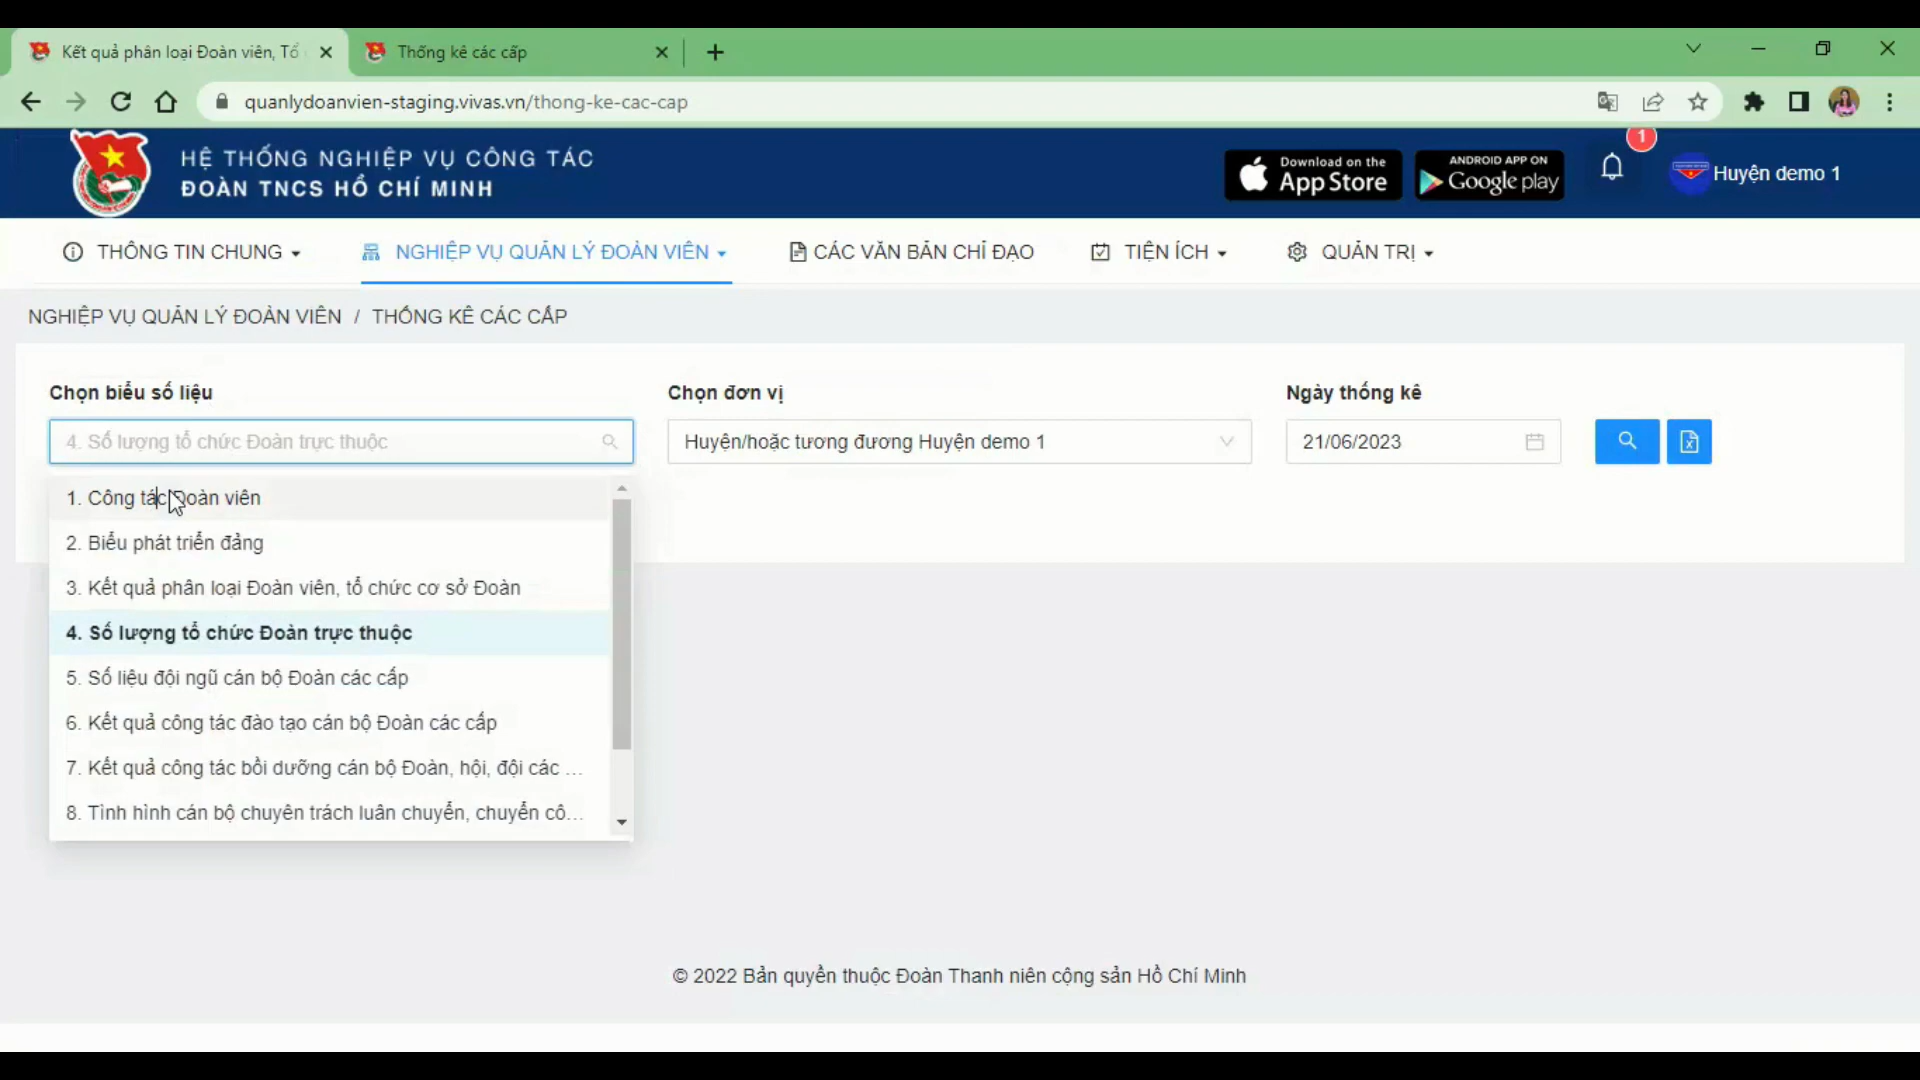 Kết quả phân loại Đoàn viên, Tổ
Thống kê các cấp
quanlydoanvien-staging.vivas.vn/thong-ke-cac-cap
HỆ THỐNG NGHIỆP VỤ CÔNG TÁC
ĐOÀN TNCS HỒ CHÍ MINH
Download on the
App Store
ANDROID APP ON
Google play
1
Huyện demo 1
THÔNG TIN CHUNG
NGHIỆP VỤ QUẢN LÝ ĐOÀN VIÊN
CÁC VĂN BẢN CHỈ ĐẠO
TIỆN ÍCH
QUẢN TRỊ
NGHIỆP VỤ QUẢN LÝ ĐOÀN VIÊN / THỐNG KÊ CÁC CẤP
Chọn biểu số liệu
Chọn đơn vị
Ngày thống kê
4. Số lượng tổ chức Đoàn trực thuộc
Huyện/hoặc tương đương Huyện demo 1
21/06/2023
1. Công tác Đoàn viên
2. Biểu phát triển đảng
3. Kết quả phân loại Đoàn viên, tổ chức cơ sở Đoàn
4. Số lượng tổ chức Đoàn trực thuộc
5. Số liệu đội ngũ cán bộ Đoàn các cấp
6. Kết quả công tác đào tạo cán bộ Đoàn các cấp
7. Kết quả công tác bồi dưỡng cán bộ Đoàn, hội, đội các ...
8. Tình hình cán bộ chuyên trách luân chuyển, chuyển cô...
© 2022 Bản quyền thuộc Đoàn Thanh niên cộng sản Hồ Chí Minh